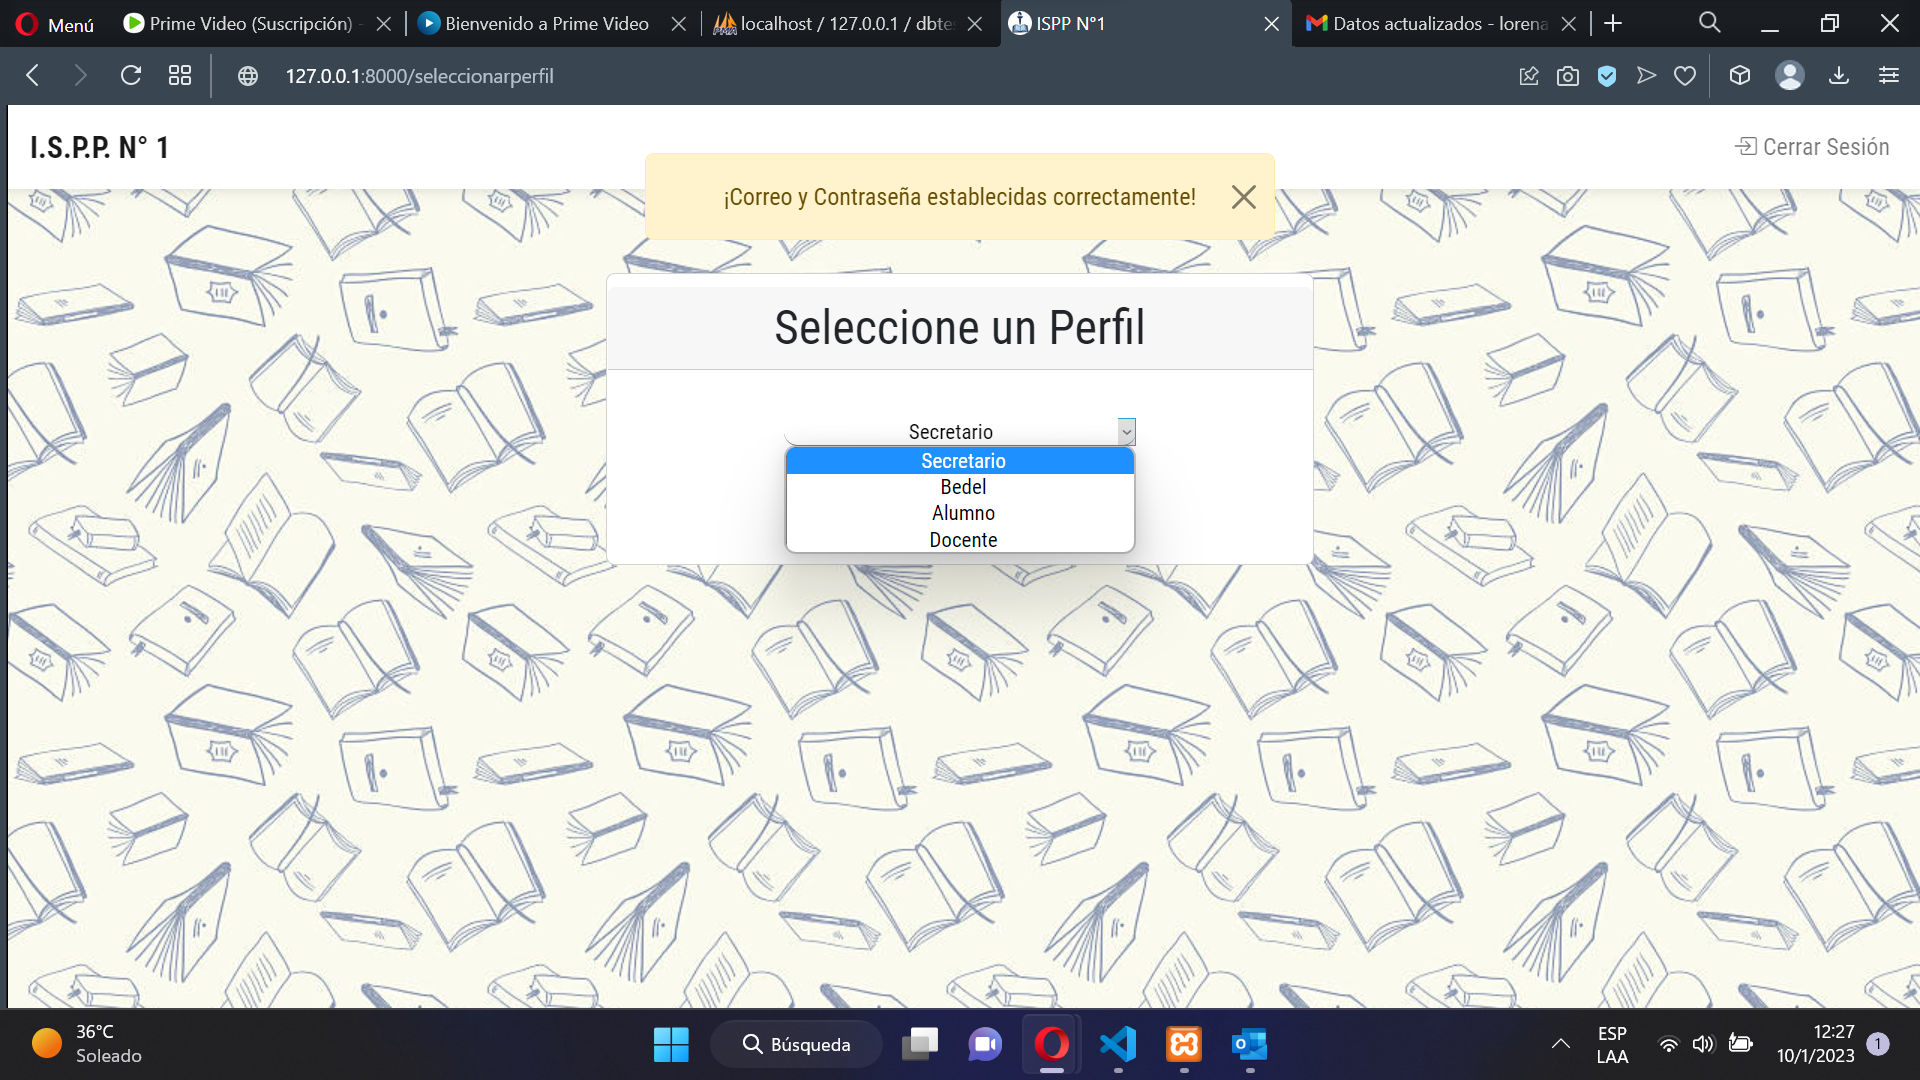 Menú
Prime Video (Suscripción) -
Bienvenido a Prime Video
localhost / 127.0.0.1 / dbtes
ISPP N°1
Datos actualizados - lorena
127.0.0.1:8000/seleccionarperfil
I.S.P.P. N° 1
Cerrar Sesión
¡Correo y Contraseña establecidas correctamente!
Seleccione un Perfil
Secretario
Secretario
Bedel
Alumno
Docente
36°C
Soleado
Búsqueda
ESP
LAA
12:27
10/1/2023
1